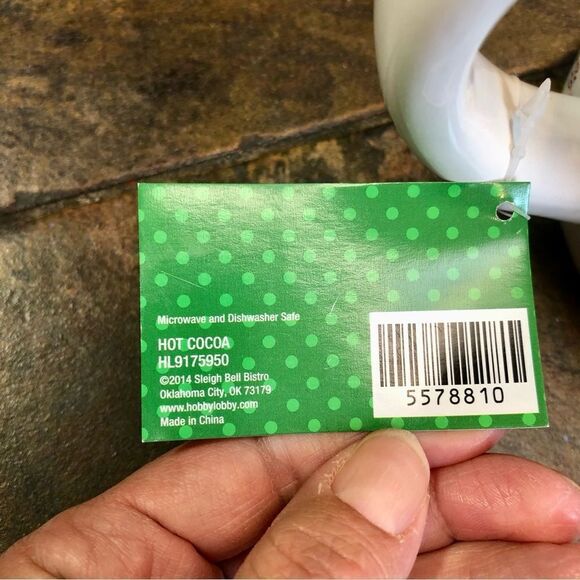 Microwave and Dishwasher Safe
HOT COCOA
HL9175950
©2014 Sleigh Bell Bistro
Oklahoma City, OK 73179
www.hobbylobby.com
Made in China
5578810